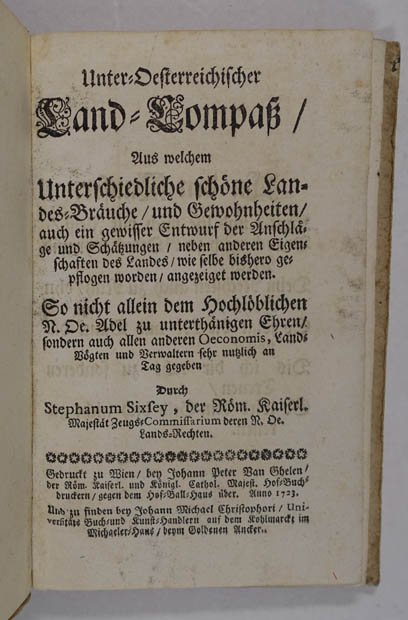 Unter-Oesterreichischer
Land-Compaß /
Aus welchem
Unterschiedliche schöne Lan-
des-Bräuche / und Gewohnheiten /
auch ein gewisser Entwurf der Anschlä-
ge und Schätzungen / neben anderen Eigen-
schaften des Landes / wie selbe bishero ge-
pflogen worden / angezeiget werden.
So nicht allein dem Hochlöblichen
N. Oe. Adel zu unterthänigen Ehren /
sondern auch allen anderen Oeconomis, Land-
Vögten und Verwaltern sehr nutzlich an
Tag gegeben
Durch
Stephanum Sixsey, der Röm. Kaiserl.
Majestät Zeugs-Commissarium deren N. Oe.
Lands-Rechten.
Gedruckt zu Wien / bey Johann Peter Van Ghelen /
der Röm. Kaiserl. und Königl. Cathol. Majest. Hof-Buch-
druckern / gegen dem Hof-Ball-Haus über. Anno 1723.
Und zu finden bey Johann Michael Christophori / Uni-
versitäts Buch-und Kunst-Handlern auf dem Kohlmarckt im
Michaeler-Haus / beym Goldenen Ancker.